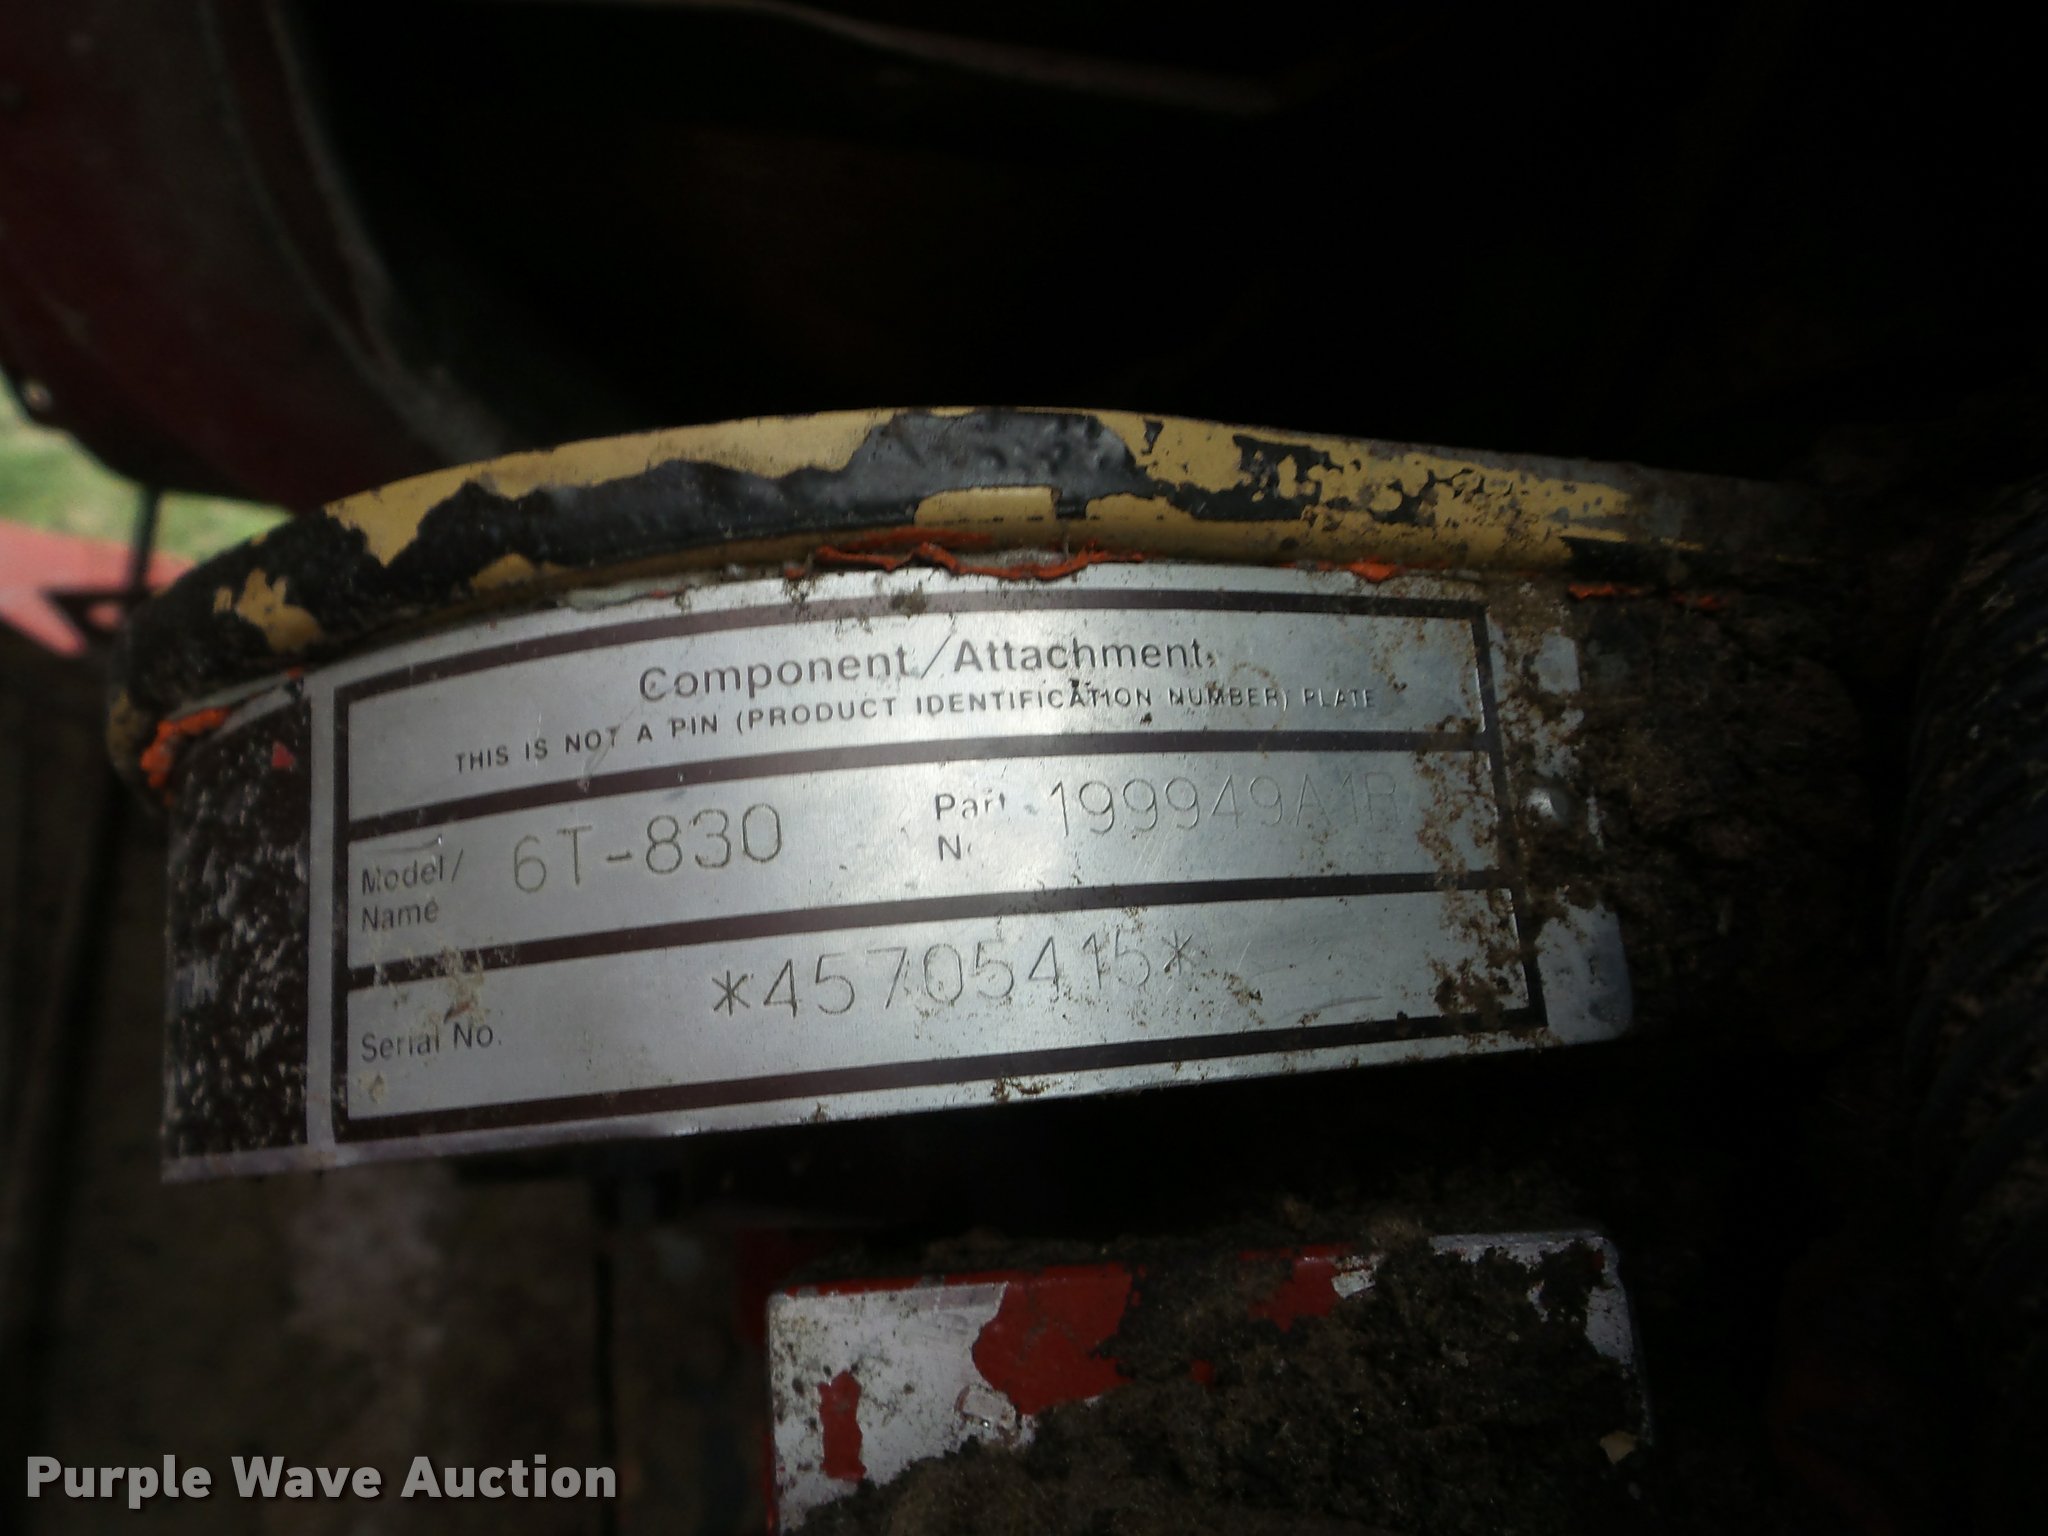 Component/Attachment
THIS IS NOT A PIN (PRODUCT IDENTIFICATION NUMBER) PLATE
Model/ 6T-830 Part 199949A1R
Name N
Serial No. *45705415*
Purple Wave Auction